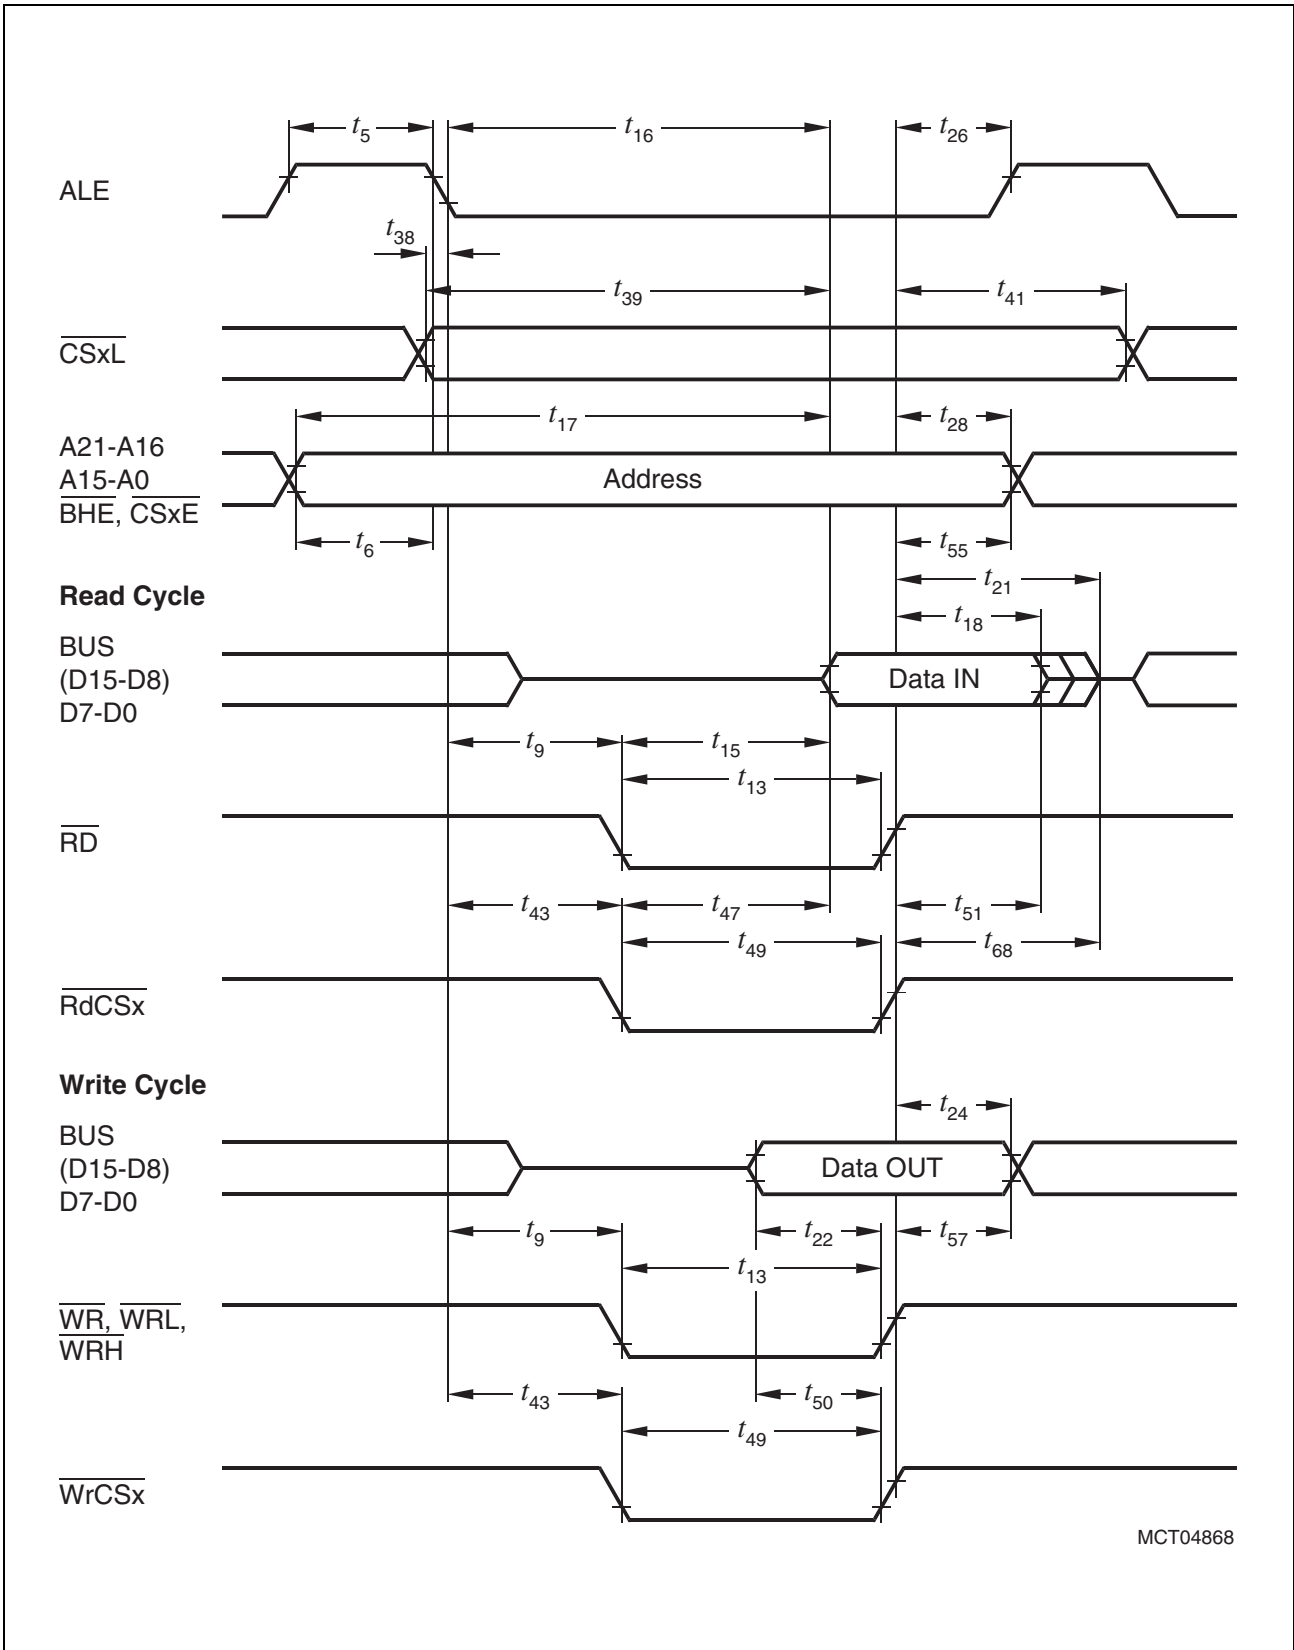 t5 t16 t26
ALE
t38
t39 t41
CSxL
t17 t28
A21-A16
A15-A0 Address
BHE, CSxE
t6 t55
t21
Read Cycle
t18
BUS
(D15-D8) Data IN
D7-D0
t9 t15
t13
RD
t43 t47 t51
t49 t68
RdCSx
Write Cycle
t24
BUS
(D15-D8) Data OUT
D7-D0
t9 t22 t57
t13
WR, WRL,
WRH
t43 t50
t49
WrCSx
MCT04868